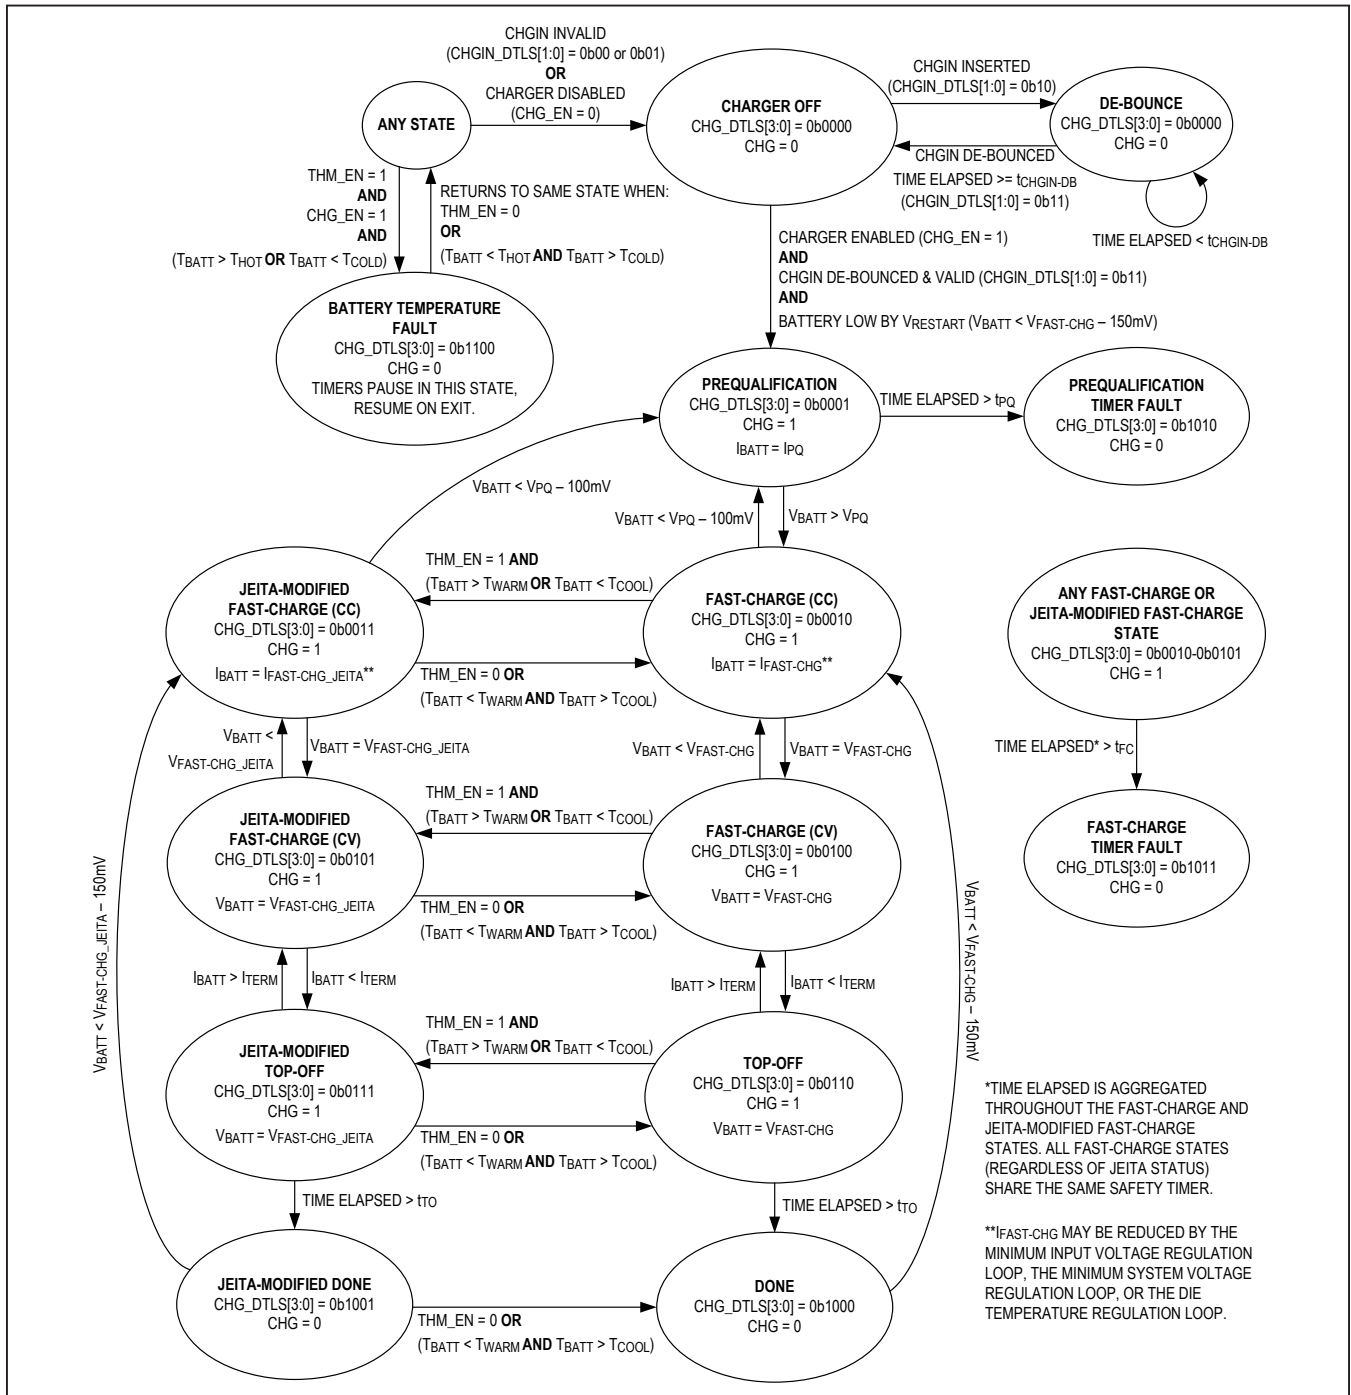 CHGIN INVALID
(CHGIN_DTLS[1:0] = 0b00 or 0b01)
OR
CHARGER DISABLED
(CHG_EN = 0)
ANY STATE
CHARGER OFF
CHG_DTLS[3:0] = 0b0000
CHG = 0
CHGIN INSERTED
(CHGIN_DTLS[1:0] = 0b10)
DE-BOUNCE
CHG_DTLS[3:0] = 0b0000
CHG = 0
CHGIN DE-BOUNCED
TIME ELAPSED >= tCHGIN-DB
(CHGIN_DTLS[1:0] = 0b11)
TIME ELAPSED < tCHGIN-DB
THM_EN = 1
AND
CHG_EN = 1
AND
(TBATT > THOT OR TBATT < TCOLD)
RETURNS TO SAME STATE WHEN:
THM_EN = 0
OR
(TBATT < THOT AND TBATT > TCOLD)
CHARGER ENABLED (CHG_EN = 1)
AND
CHGIN DE-BOUNCED & VALID (CHGIN_DTLS[1:0] = 0b11)
AND
BATTERY LOW BY VRESTART (VBATT < VFAST-CHG – 150mV)
BATTERY TEMPERATURE
FAULT
CHG_DTLS[3:0] = 0b1100
CHG = 0
TIMERS PAUSE IN THIS STATE,
RESUME ON EXIT.
PREQUALIFICATION
CHG_DTLS[3:0] = 0b0001
CHG = 1
IBATT = IPQ
TIME ELAPSED > tPQ
PREQUALIFICATION
TIMER FAULT
CHG_DTLS[3:0] = 0b1010
CHG = 0
VBATT < VPQ – 100mV
VBATT < VPQ – 100mV
VBATT > VPQ
JEITA-MODIFIED
FAST-CHARGE (CC)
CHG_DTLS[3:0] = 0b0011
CHG = 1
IBATT = IFAST-CHG_JEITA**
THM_EN = 1 AND
(TBATT > TWARM OR TBATT < TCOOL)
THM_EN = 0 OR
(TBATT < TWARM AND TBATT > TCOOL)
FAST-CHARGE (CC)
CHG_DTLS[3:0] = 0b0010
CHG = 1
IBATT = IFAST-CHG**
ANY FAST-CHARGE OR
JEITA-MODIFIED FAST-CHARGE
STATE
CHG_DTLS[3:0] = 0b0010-0b0101
CHG = 1
VBATT <
VFAST-CHG_JEITA
VBATT = VFAST-CHG_JEITA
VBATT < VFAST-CHG
VBATT = VFAST-CHG
TIME ELAPSED* > tFC
JEITA-MODIFIED
FAST-CHARGE (CV)
CHG_DTLS[3:0] = 0b0101
CHG = 1
VBATT = VFAST-CHG_JEITA
THM_EN = 1 AND
(TBATT > TWARM OR TBATT < TCOOL)
THM_EN = 0 OR
(TBATT < TWARM AND TBATT > TCOOL)
FAST-CHARGE (CV)
CHG_DTLS[3:0] = 0b0100
CHG = 1
VBATT = VFAST-CHG
FAST-CHARGE
TIMER FAULT
CHG_DTLS[3:0] = 0b1011
CHG = 0
VBATT < VFAST-CHG_JEITA – 150mV
VBATT < VFAST-CHG – 150mV
IBATT > ITERM
IBATT < ITERM
IBATT > ITERM
IBATT < ITERM
JEITA-MODIFIED
TOP-OFF
CHG_DTLS[3:0] = 0b0111
CHG = 1
VBATT = VFAST-CHG_JEITA
THM_EN = 1 AND
(TBATT > TWARM OR TBATT < TCOOL)
THM_EN = 0 OR
(TBATT < TWARM AND TBATT > TCOOL)
TOP-OFF
CHG_DTLS[3:0] = 0b0110
CHG = 1
VBATT = VFAST-CHG
TIME ELAPSED > tTO
TIME ELAPSED > tTO
JEITA-MODIFIED DONE
CHG_DTLS[3:0] = 0b1001
CHG = 0
THM_EN = 0 OR
(TBATT < TWARM AND TBATT > TCOOL)
DONE
CHG_DTLS[3:0] = 0b1000
CHG = 0
*TIME ELAPSED IS AGGREGATED
THROUGHOUT THE FAST-CHARGE AND
JEITA-MODIFIED FAST-CHARGE
STATES. ALL FAST-CHARGE STATES
(REGARDLESS OF JEITA STATUS)
SHARE THE SAME SAFETY TIMER.
**IFAST-CHG MAY BE REDUCED BY THE
MINIMUM INPUT VOLTAGE REGULATION
LOOP, THE MINIMUM SYSTEM VOLTAGE
REGULATION LOOP, OR THE DIE
TEMPERATURE REGULATION LOOP.